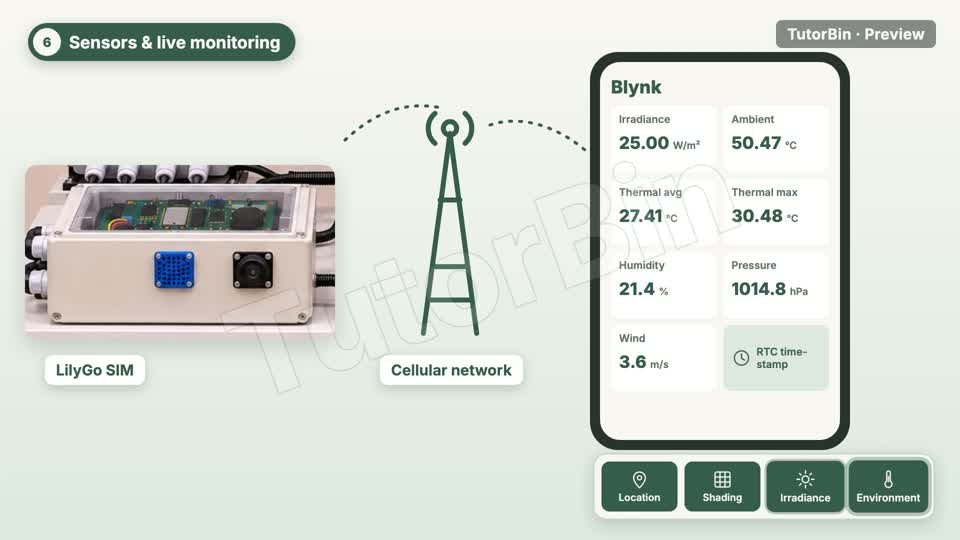 6 Sensors & live monitoring
TutorBin · Preview
Blynk
Irradiance
25.00 W/m²
Ambient
50.47 °C
Thermal avg
27.41 °C
Thermal max
30.48 °C
Humidity
21.4 %
Pressure
1014.8 hPa
Wind
3.6 m/s
RTC time-
stamp
LilyGo SIM
Cellular network
Location
Shading
Irradiance
Environment
TutorBin